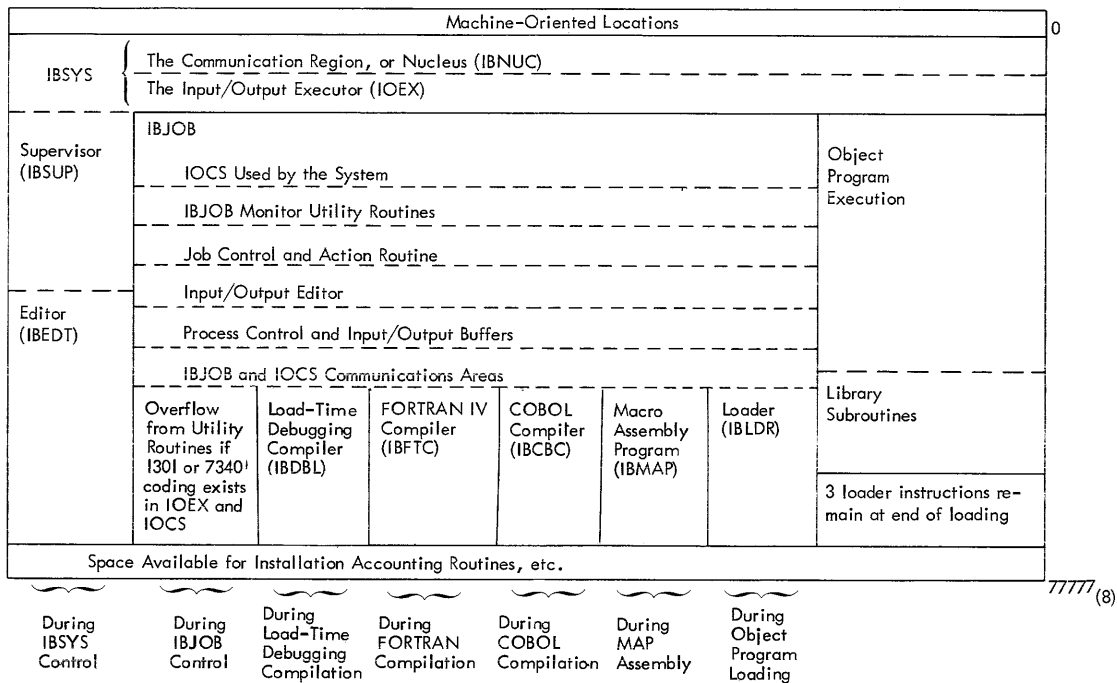 Machine-Oriented Locations
0
IBSYS
The Communication Region, or Nucleus (IBNUC)
The Input/Output Executor (IOEX)
Supervisor
(IBSUP)
Editor
(IBEDT)
IBJOB
IOCS Used by the System
IBJOB Monitor Utility Routines
Job Control and Action Routine
Input/Output Editor
Process Control and Input/Output Buffers
IBJOB and IOCS Communications Areas
Object
Program
Execution
Library
Subroutines
3 loader instructions re-
main at end of loading
Overflow
from Utility
Routines if
1301 or 7340
coding exists
in IOEX and
IOCS
Load-Time
Debugging
Compiler
(IBDBL)
FORTRAN IV
Compiler
(IBFTC)
COBOL
Compiler
(IBCBC)
Macro
Assembly
Program
(IBMAP)
Loader
(IBLDR)
Space Available for Installation Accounting Routines, etc.
77777(8)
During
IBSYS
Control
During
IBJOB
Control
During
Load-Time
Debugging
Compilation
During
FORTRAN
Compilation
During
COBOL
Compilation
During
MAP
Assembly
During
Object
Program
Loading